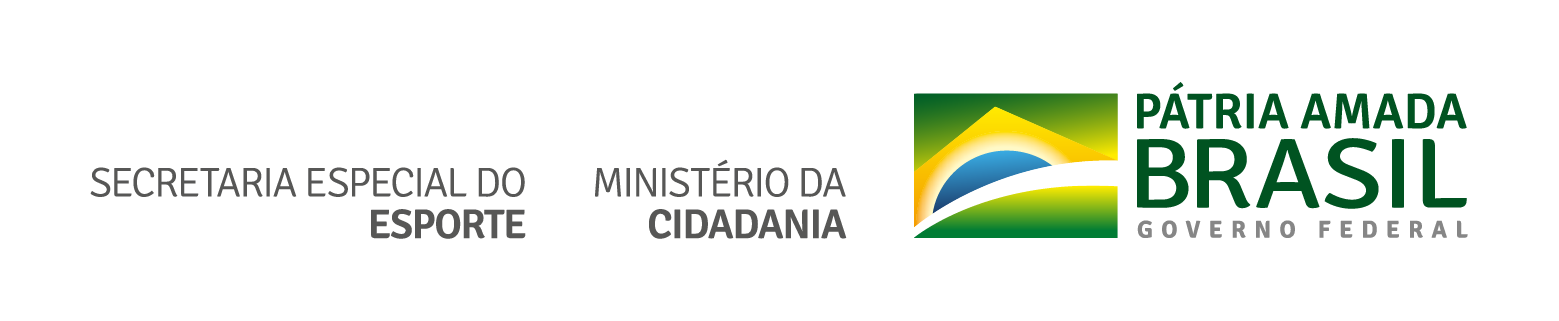 SECRETARIA ESPECIAL DO
ESPORTE
MINISTÉRIO DA
CIDADANIA
PÁTRIA AMADA
BRASIL
GOVERNO FEDERAL